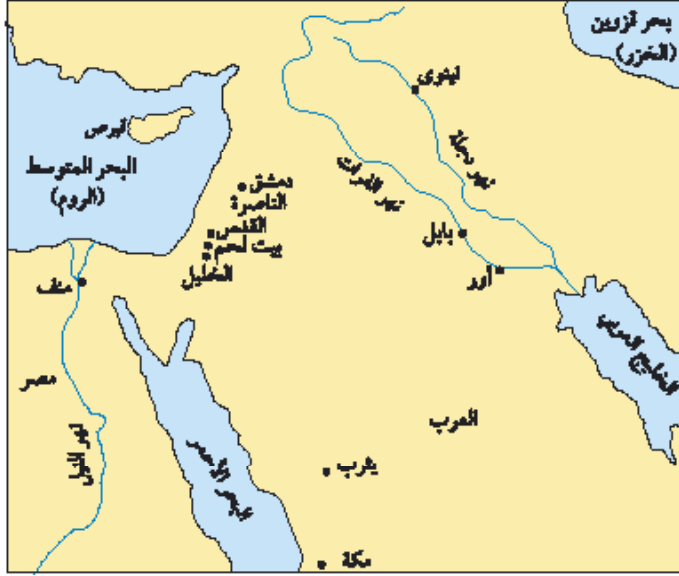 بحر قزوين
(الخزر)
نينوى
قبرص
نهر دجلة
البحر المتوسط
(الروم)
نهر الفرات
دمشق
الناصرة
القدس
بيت لحم
الخليل
بابل
أور
منف
الخليج العربي
مصر
العرب
نهر النيل
البحر الأحمر
يثرب
مكة